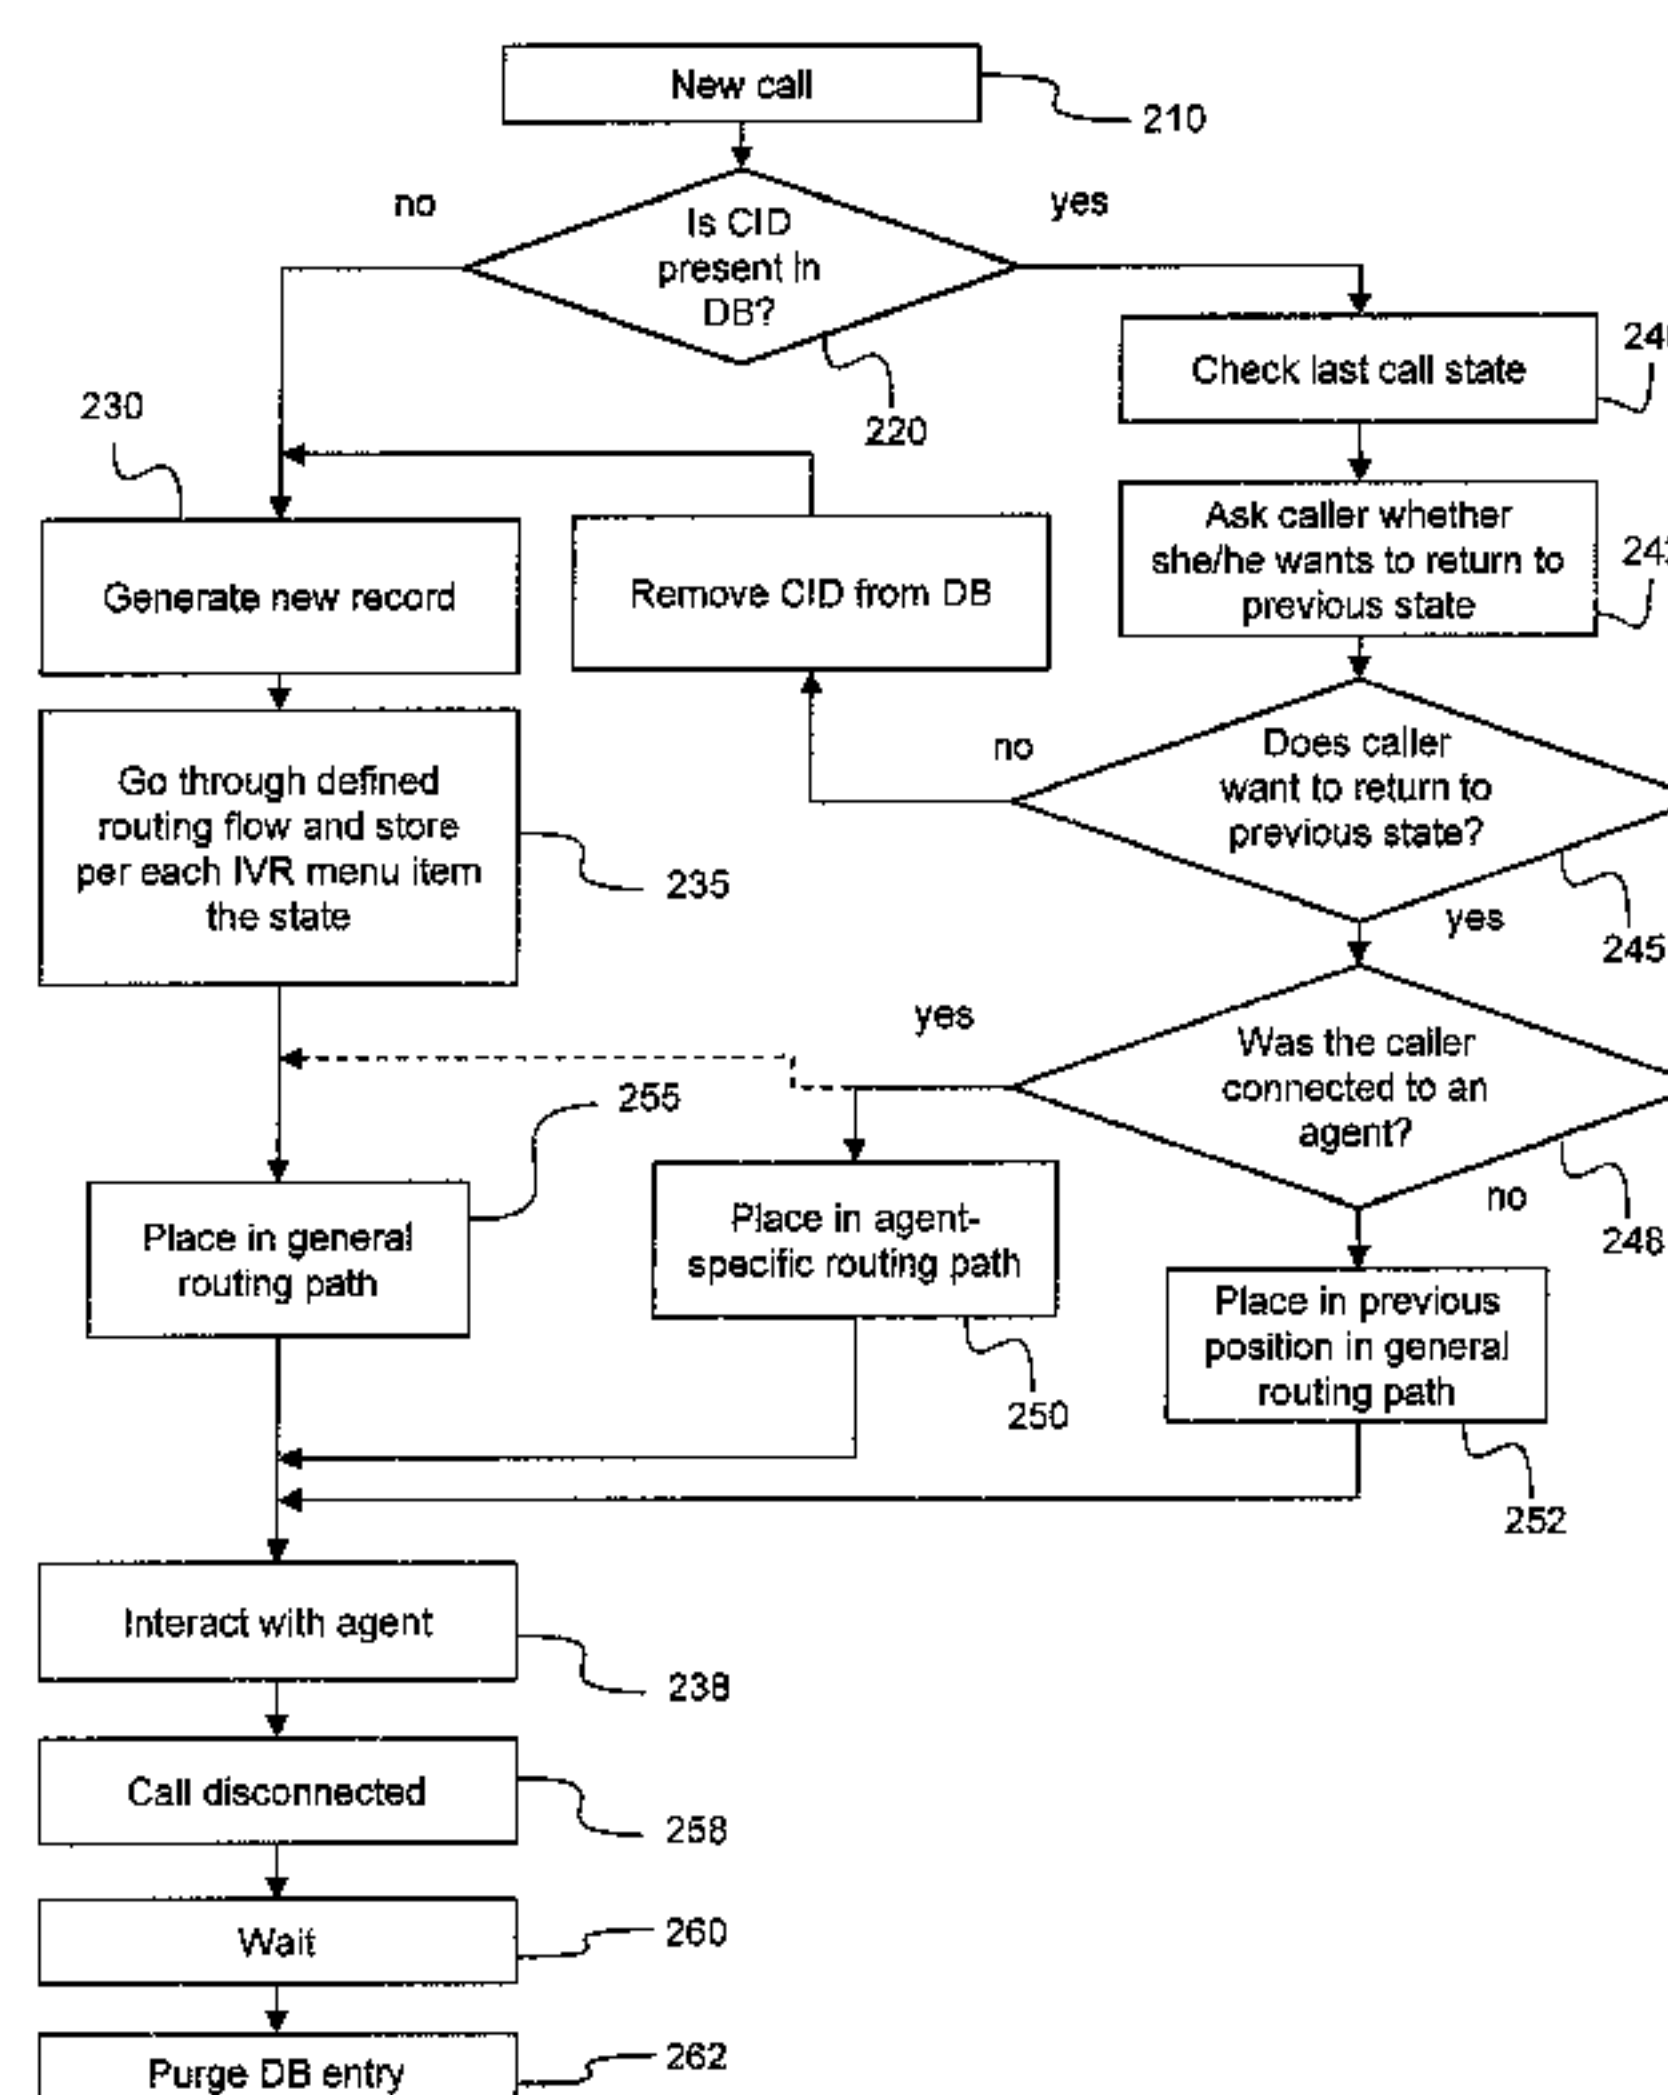 New call
210
no
yes
Is CID
present in
DB?
220
Check last call state
230
Ask caller whether
she/he wants to return to
previous state
Generate new record
Remove CID from DB
no
Does caller
want to return to
previous state?
245
yes
Go through defined
routing flow and store
per each IVR menu item
the state
235
yes
Was the caller
connected to an
agent?
248
no
255
Place in general
routing path
Place in agent-
specific routing path
250
Place in previous
position in general
routing path
252
Interact with agent
238
Call disconnected
258
Wait
260
Purge DB entry
262